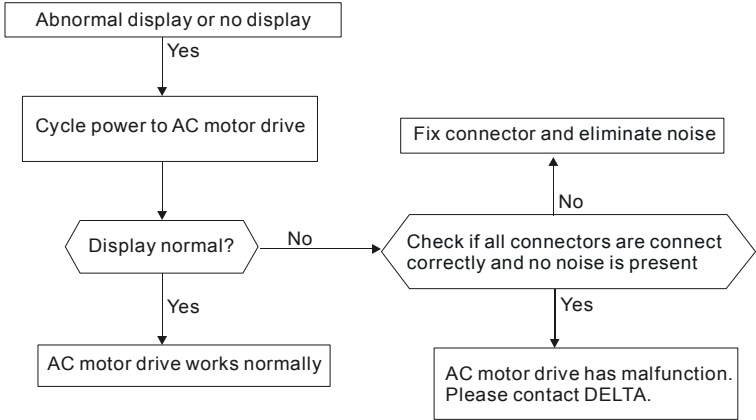 Abnormal display or no display
Yes
Cycle power to AC motor drive
Fix connector and eliminate noise
No
Display normal?
No
Check if all connectors are connect
correctly and no noise is present
Yes
Yes
AC motor drive works normally
AC motor drive has malfunction.
Please contact DELTA.